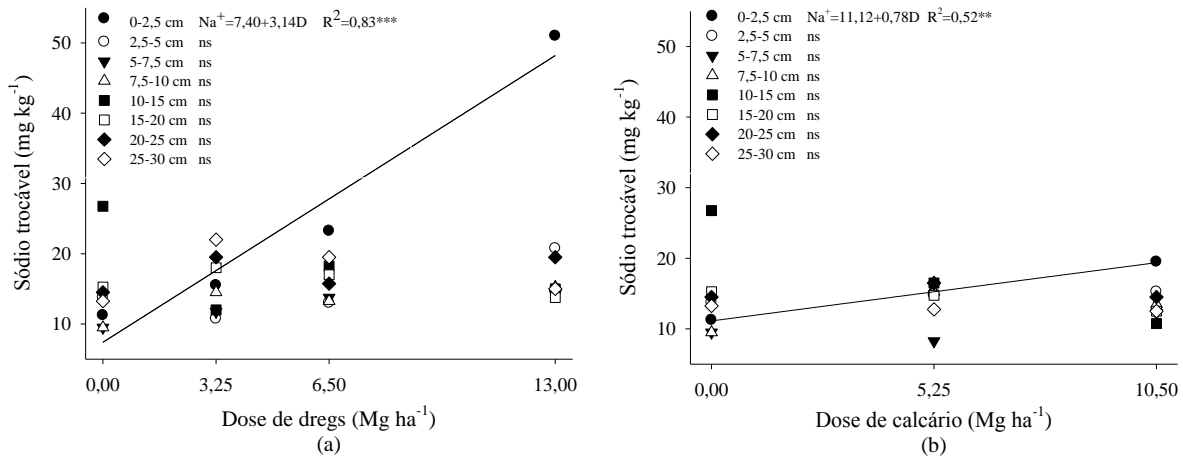 0-2,5 cm Na⁺=7,40+3,14D R²=0,83***
2,5-5 cm ns
5-7,5 cm ns
7,5-10 cm ns
10-15 cm ns
15-20 cm ns
20-25 cm ns
25-30 cm ns
Sódio trocável (mg kg⁻¹)
50
40
30
20
10
0,00 3,25 6,50 13,00
Dose de dregs (Mg ha⁻¹)
(a)
0-2,5 cm Na⁺=11,12+0,78D R²=0,52**
2,5-5 cm ns
5-7,5 cm ns
7,5-10 cm ns
10-15 cm ns
15-20 cm ns
20-25 cm ns
25-30 cm ns
Sódio trocável (mg kg⁻¹)
50
40
30
20
10
0,00 5,25 10,50
Dose de calcário (Mg ha⁻¹)
(b)